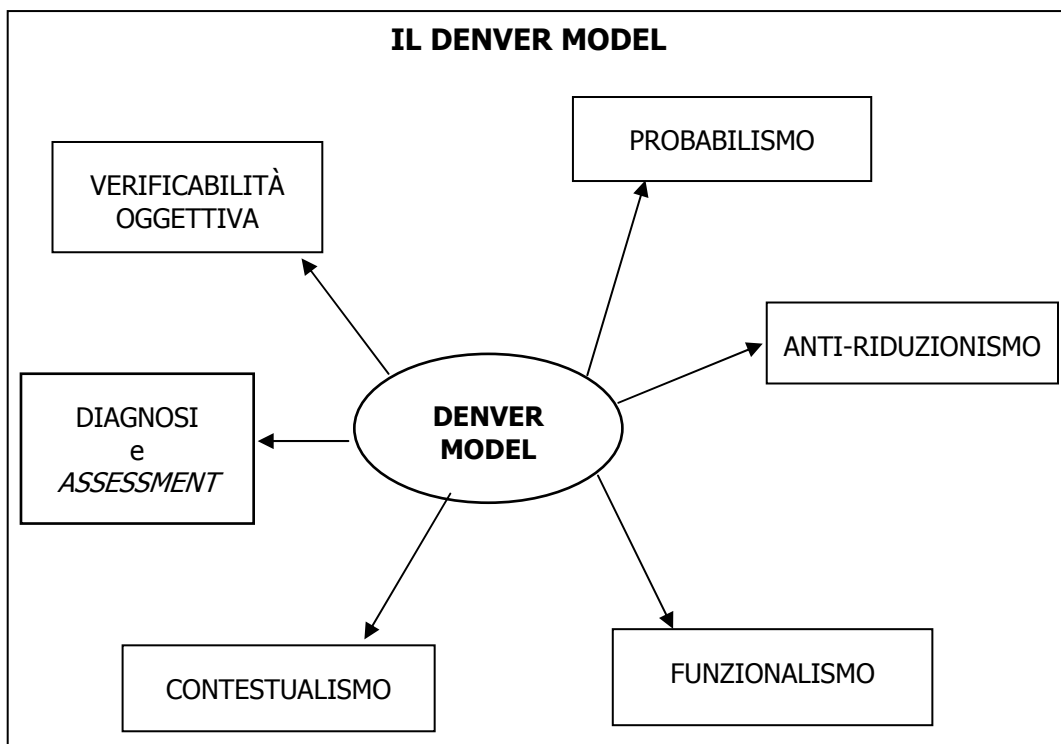 IL DENVER MODEL
PROBABILISMO
VERIFICABILITÀ
OGGETTIVA
ANTI-RIDUZIONISMO
DENVER
MODEL
DIAGNOSI
e
ASSESSMENT
CONTESTUALISMO
FUNZIONALISMO